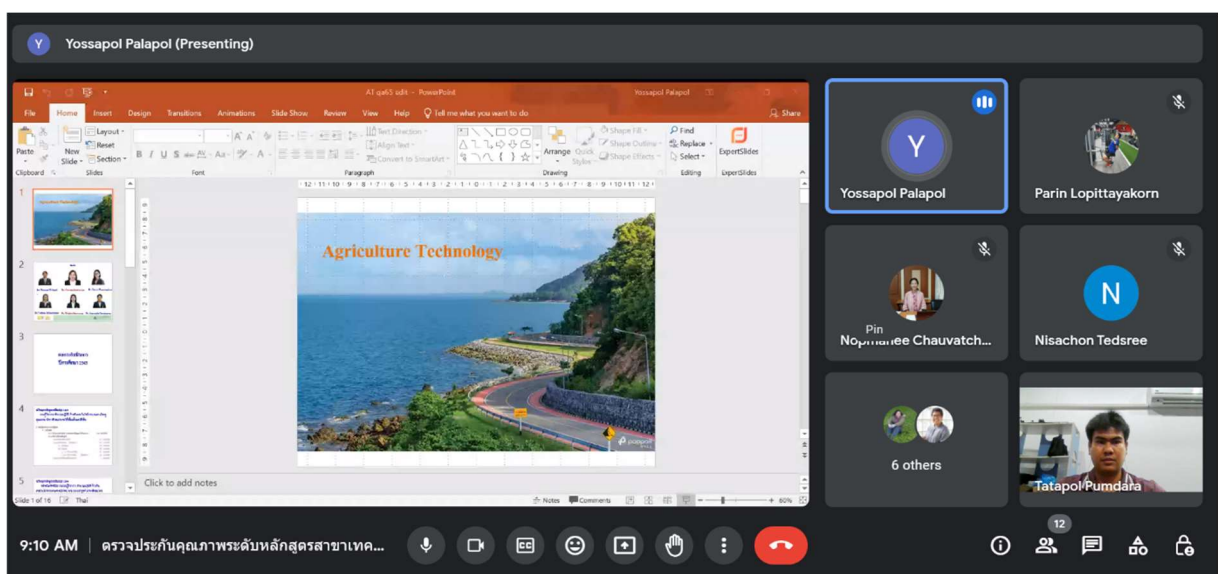 Y Yossapol Palapol (Presenting)
AT qa65 edit - PowerPoint
Yossapol Palapol
File Home Insert Design Transitions Animations Slide Show Review View Help Tell me what you want to do Share
Paste
New Slide
Layout
Reset
Section
Text Direction
Align Text
Convert to SmartArt
Arrange
Quick Styles
Shape Fill
Shape Outline
Shape Effects
Find
Replace
Select
ExpertSlides
Clipboard Slides Font Paragraph Drawing Editing ExpertSlides
1
2
3
4
5
Agriculture Technology
Click to add notes
Slide 1 of 16 Thai
Notes Comments 60%
Y
Yossapol Palapol
Parin Lopittayakorn
Pin
Nopmanee Chauvatch...
N
Nisachon Tedsree
6 others
Tatapol Pumdara
9:10 AM | ตรวจประกันคุณภาพระดับหลักสูตรสาขาเทค...
12